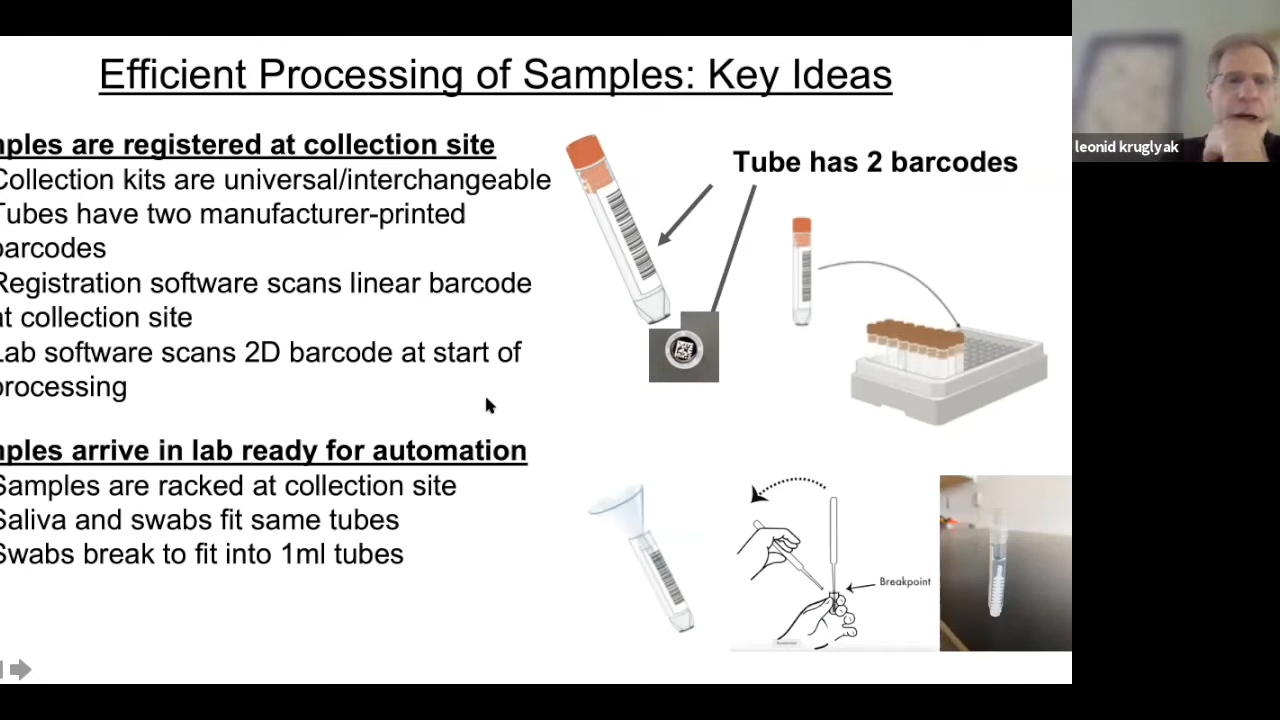 Efficient Processing of Samples: Key Ideas
nples are registered at collection site
Collection kits are universal/interchangeable
Tubes have two manufacturer-printed
barcodes
Registration software scans linear barcode
at collection site
Lab software scans 2D barcode at start of
processing
nples arrive in lab ready for automation
Samples are racked at collection site
Saliva and swabs fit same tubes
Swabs break to fit into 1ml tubes
Tube has 2 barcodes
Breakpoint
leonid kruglyak